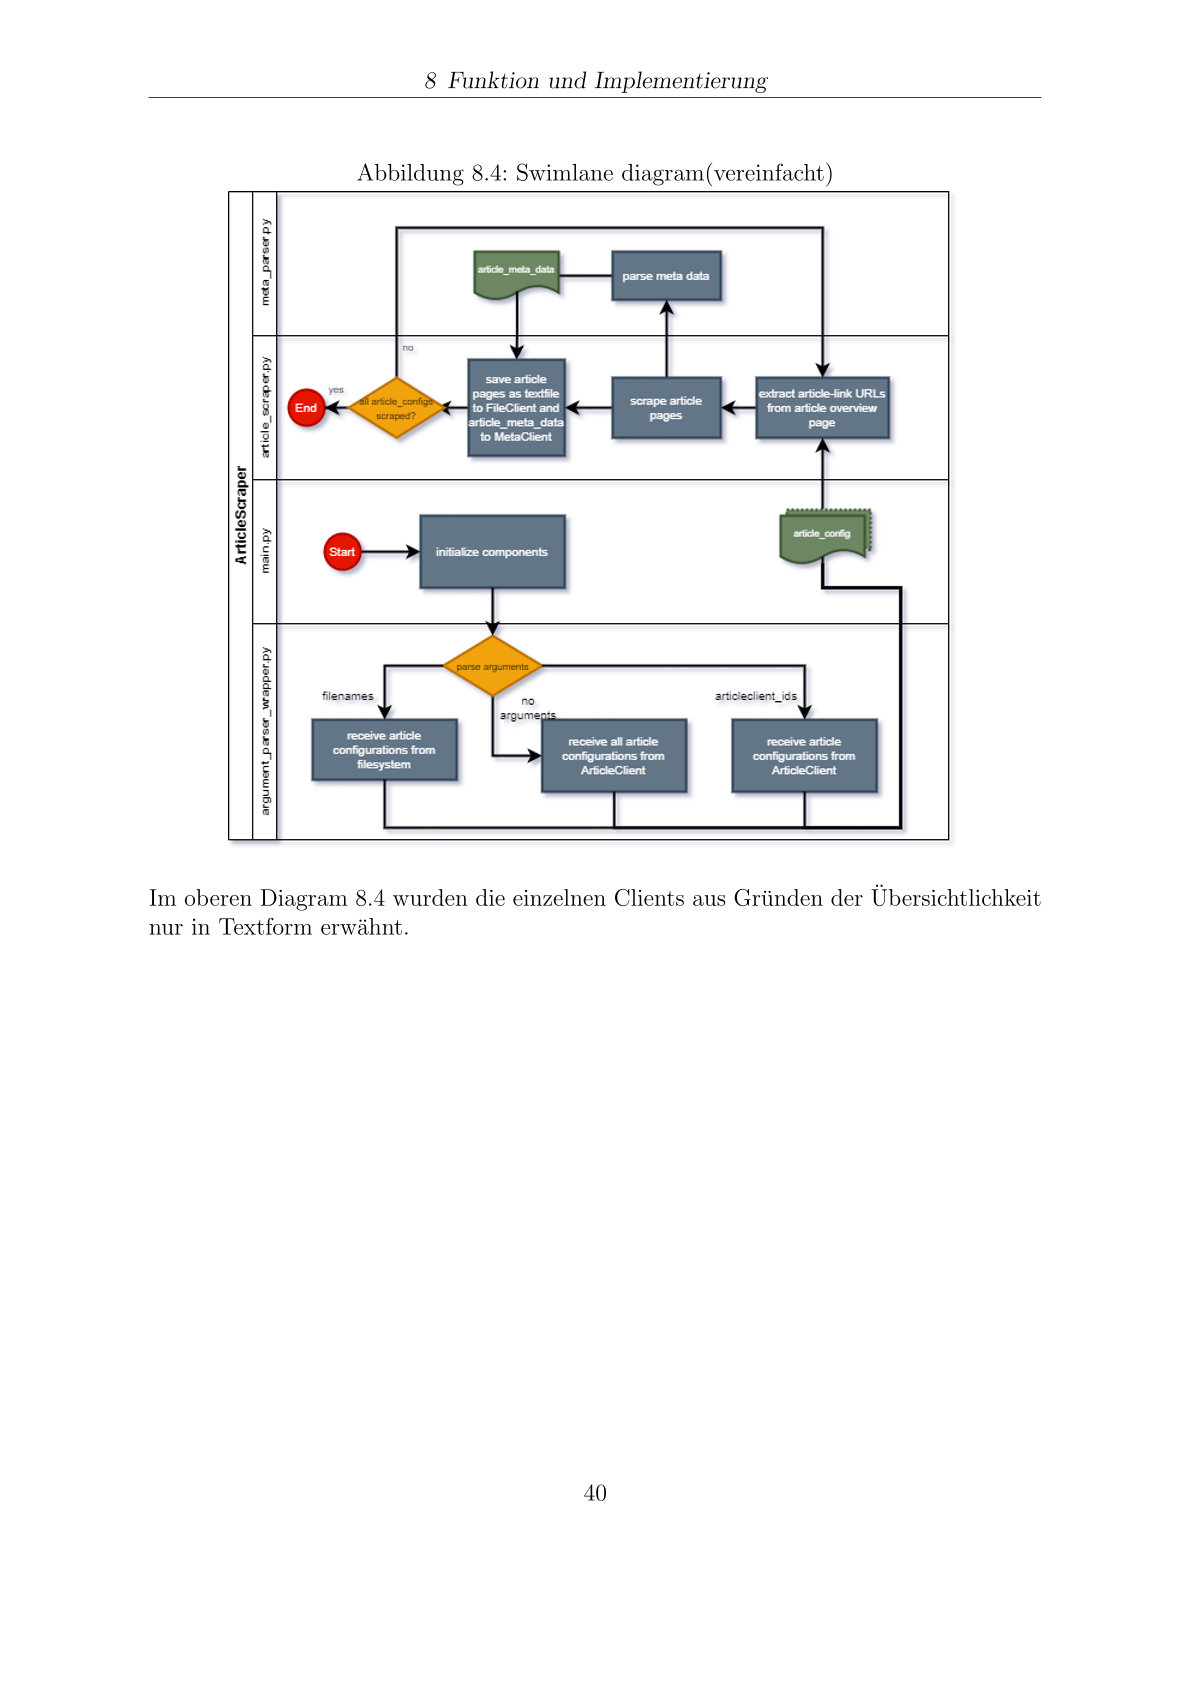 8 Funktion und Implementierung
Abbildung 8.4: Swimlane diagram(vereinfacht)
ArticleScraper
meta_parser.py
article_meta_data
parse meta data
article_scraper.py
no
yes
End
all article_configs
scraped?
save article
pages as textfile
to FileClient and
article_meta_data
to MetaClient
scrape article
pages
extract article-link URLs
from article overview
page
main.py
Start
initialize components
article_config
argument_parser_wrapper.py
parse arguments
filenames
no
arguments
articleclient_ids
receive article
configurations from
filesystem
receive all article
configurations from
ArticleClient
receive article
configurations from
ArticleClient
Im oberen Diagram 8.4 wurden die einzelnen Clients aus Gründen der Übersichtlichkeit
nur in Textform erwähnt.
40